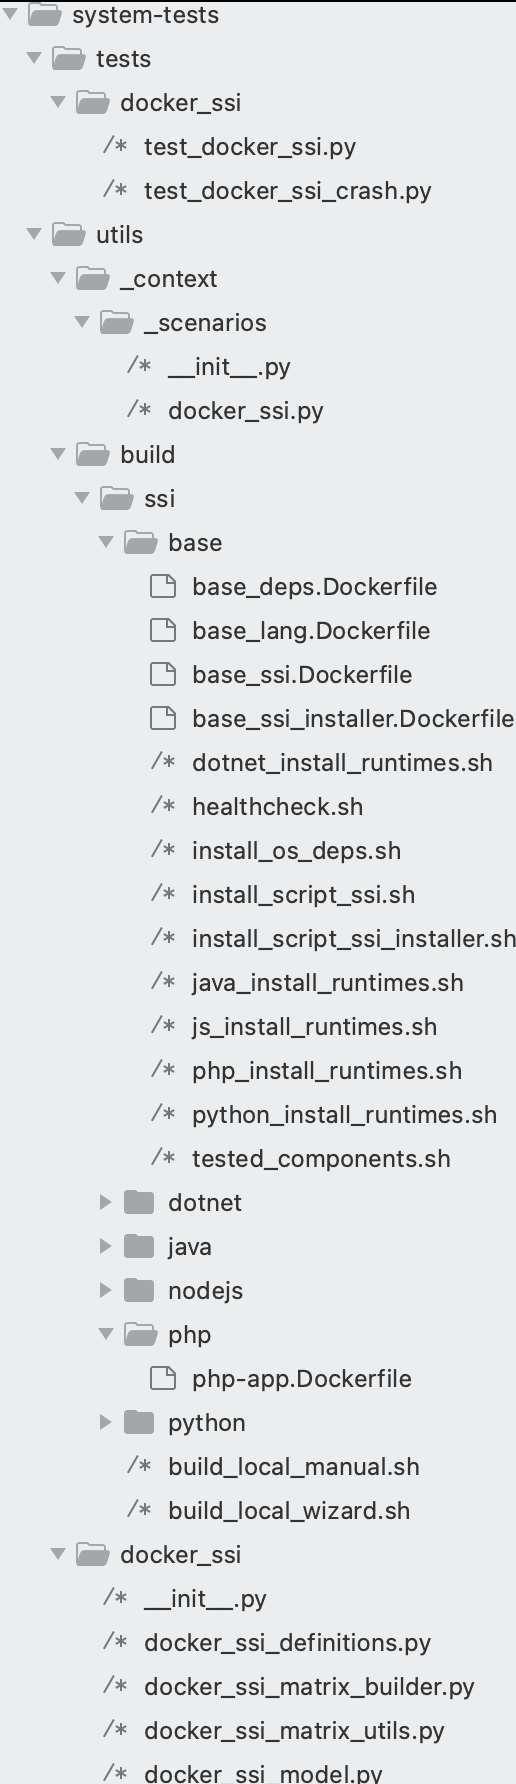 system-tests
tests
docker_ssi
/* test_docker_ssi.py
/* test_docker_ssi_crash.py
utils
_context
_scenarios
/* __init__.py
/* docker_ssi.py
build
ssi
base
base_deps.Dockerfile
base_lang.Dockerfile
base_ssi.Dockerfile
base_ssi_installer.Dockerfile
/* dotnet_install_runtimes.sh
/* healthcheck.sh
/* install_os_deps.sh
/* install_script_ssi.sh
/* install_script_ssi_installer.sh
/* java_install_runtimes.sh
/* js_install_runtimes.sh
/* php_install_runtimes.sh
/* python_install_runtimes.sh
/* tested_components.sh
dotnet
java
nodejs
php
php-app.Dockerfile
python
/* build_local_manual.sh
/* build_local_wizard.sh
docker_ssi
/* __init__.py
/* docker_ssi_definitions.py
/* docker_ssi_matrix_builder.py
/* docker_ssi_matrix_utils.py
/* docker_ssi_model.py